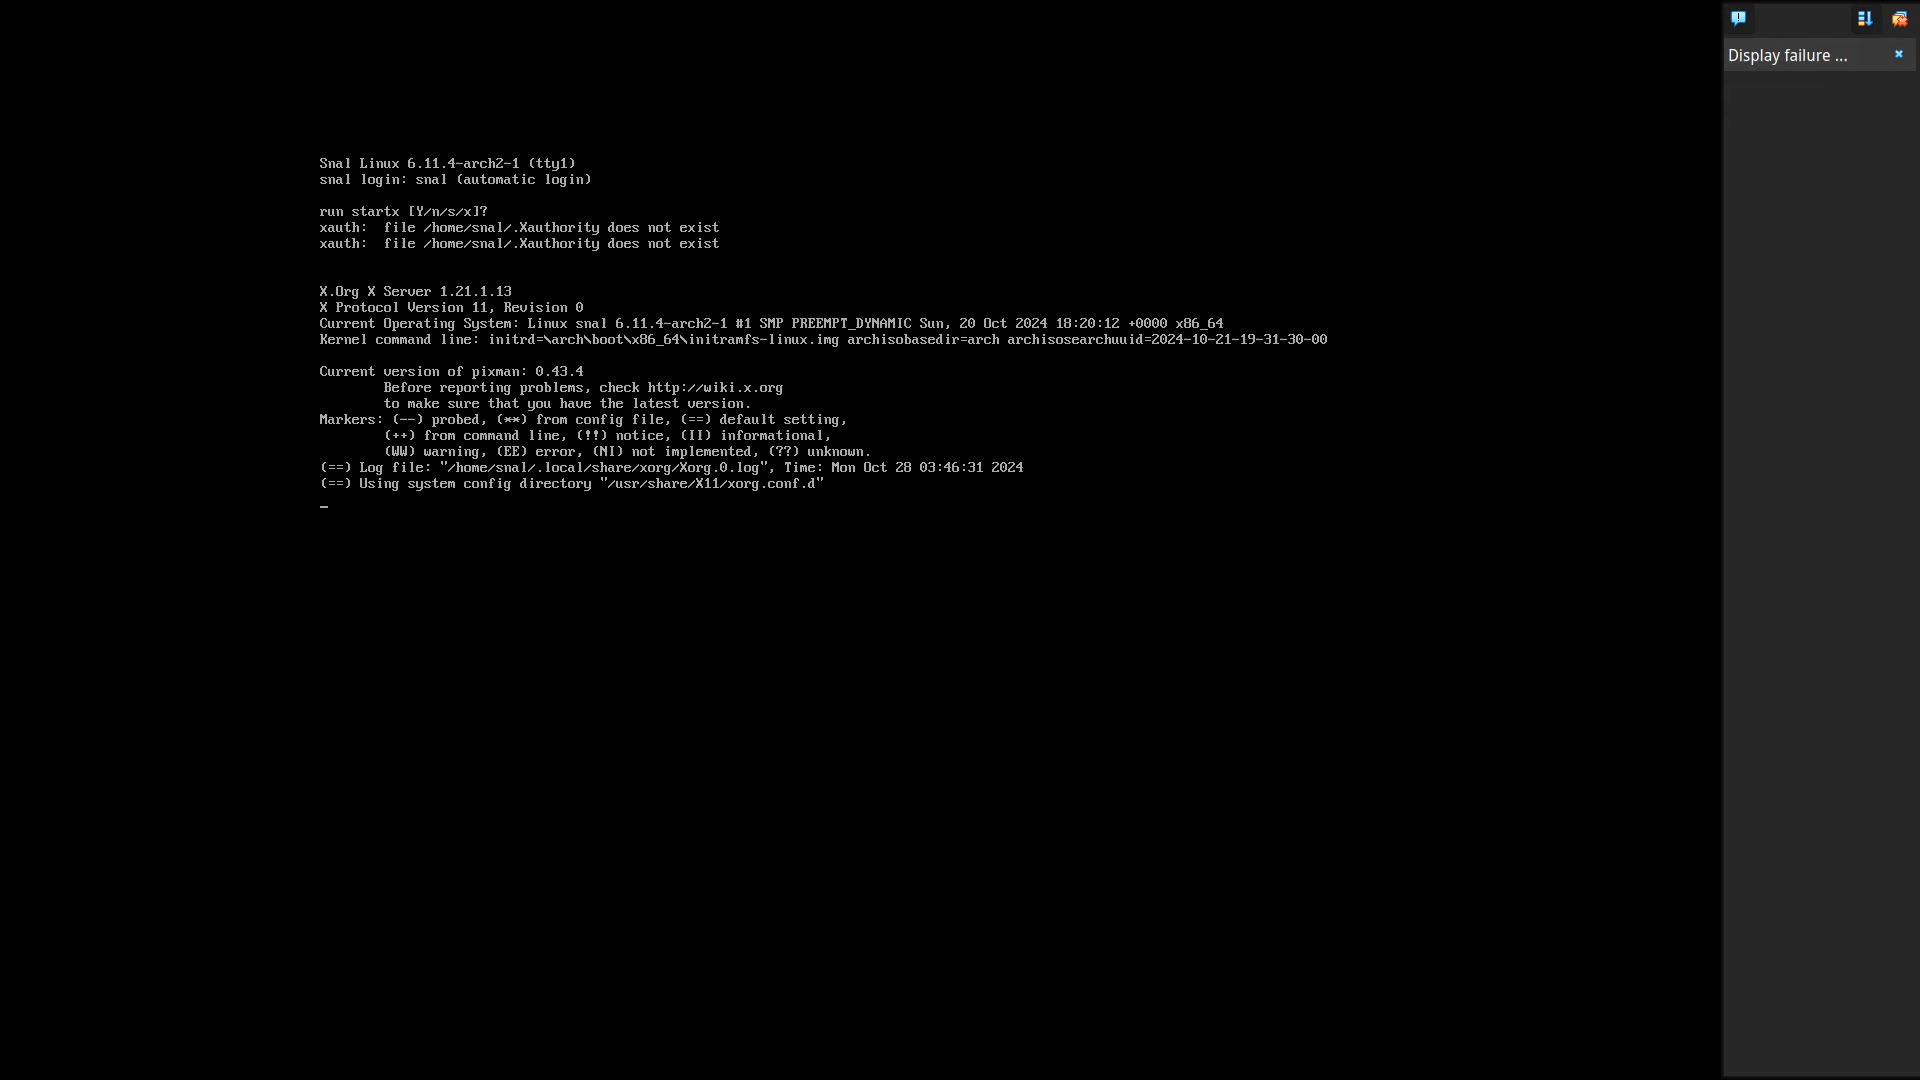 Snal Linux 6.11.4-arch2-1 (tty1)
snal login: snal (automatic login)
run startx [Y/n/s/x]?
xauth:  file /home/snal/.Xauthority does not exist
xauth:  file /home/snal/.Xauthority does not exist
X.Org X Server 1.21.1.13
X Protocol Version 11, Revision 0
Current Operating System: Linux snal 6.11.4-arch2-1 #1 SMP PREEMPT_DYNAMIC Sun, 20 Oct 2024 18:20:12 +0000 x86_64
Kernel command line: initrd=\arch\boot\x86_64\initramfs-linux.img archisobasedir=arch archisosearchuuid=2024-10-21-19-31-30-00
Current version of pixman: 0.43.4
Before reporting problems, check http://wiki.x.org
to make sure that you have the latest version.
Markers: (--) probed, (**) from config file, (==) default setting,
(++) from command line, (!!) notice, (II) informational,
(WW) warning, (EE) error, (NI) not implemented, (??) unknown.
(==) Log file: "/home/snal/.local/share/xorg/Xorg.0.log", Time: Mon Oct 28 03:46:31 2024
(==) Using system config directory "/usr/share/X11/xorg.conf.d"
_
Display failure ...